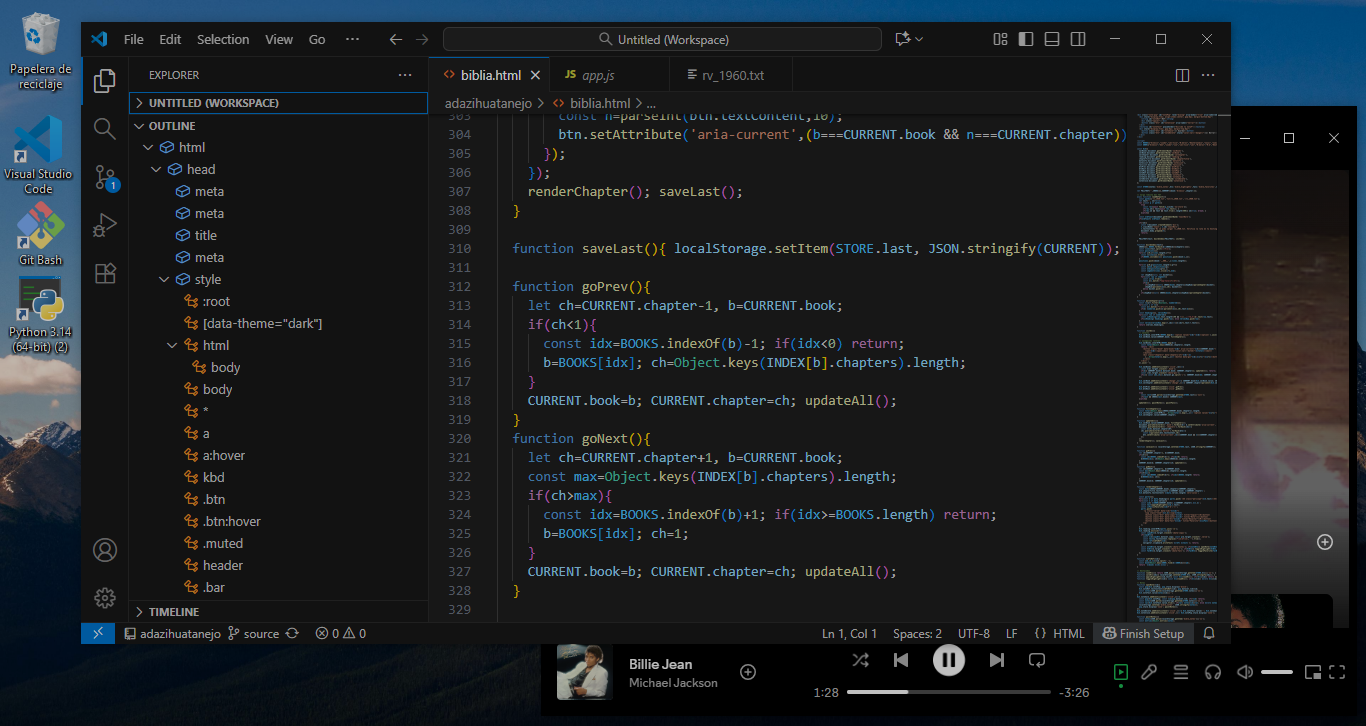 Papelera de
reciclaje
Visual Studio
Code
Git Bash
Python 3.14
(64-bit) (2)
File Edit Selection View Go ···
Untitled (Workspace)
EXPLORER ···
UNTITLED (WORKSPACE)
OUTLINE
html
head
meta
meta
title
meta
style
:root
[data-theme="dark"]
html
body
body
*
a
a:hover
kbd
.btn
.btn:hover
.muted
header
.bar
TIMELINE
1
biblia.html
JS app.js
rv_1960.txt
adazihuatanejo > biblia.html > ...
303 const n=parseInt(btn.textContent,10);
304 btn.setAttribute('aria-current',(b===CURRENT.book && n===CURRENT.chapter))
305 });
306 });
307 renderChapter(); saveLast();
308 }
309
310 function saveLast(){ localStorage.setItem(STORE.last, JSON.stringify(CURRENT));
311
312 function goPrev(){
313 let ch=CURRENT.chapter-1, b=CURRENT.book;
314 if(ch<1){
315 const idx=BOOKS.indexOf(b)-1; if(idx<0) return;
316 b=BOOKS[idx]; ch=Object.keys(INDEX[b].chapters).length;
317 }
318 CURRENT.book=b; CURRENT.chapter=ch; updateAll();
319 }
320 function goNext(){
321 let ch=CURRENT.chapter+1, b=CURRENT.book;
322 const max=Object.keys(INDEX[b].chapters).length;
323 if(ch>max){
324 const idx=BOOKS.indexOf(b)+1; if(idx>=BOOKS.length) return;
325 b=BOOKS[idx]; ch=1;
326 }
327 CURRENT.book=b; CURRENT.chapter=ch; updateAll();
328 }
329
adazihuatanejo source 0 0
Ln 1, Col 1 Spaces: 2 UTF-8 LF {} HTML Finish Setup
Billie Jean
Michael Jackson
1:28 -3:26